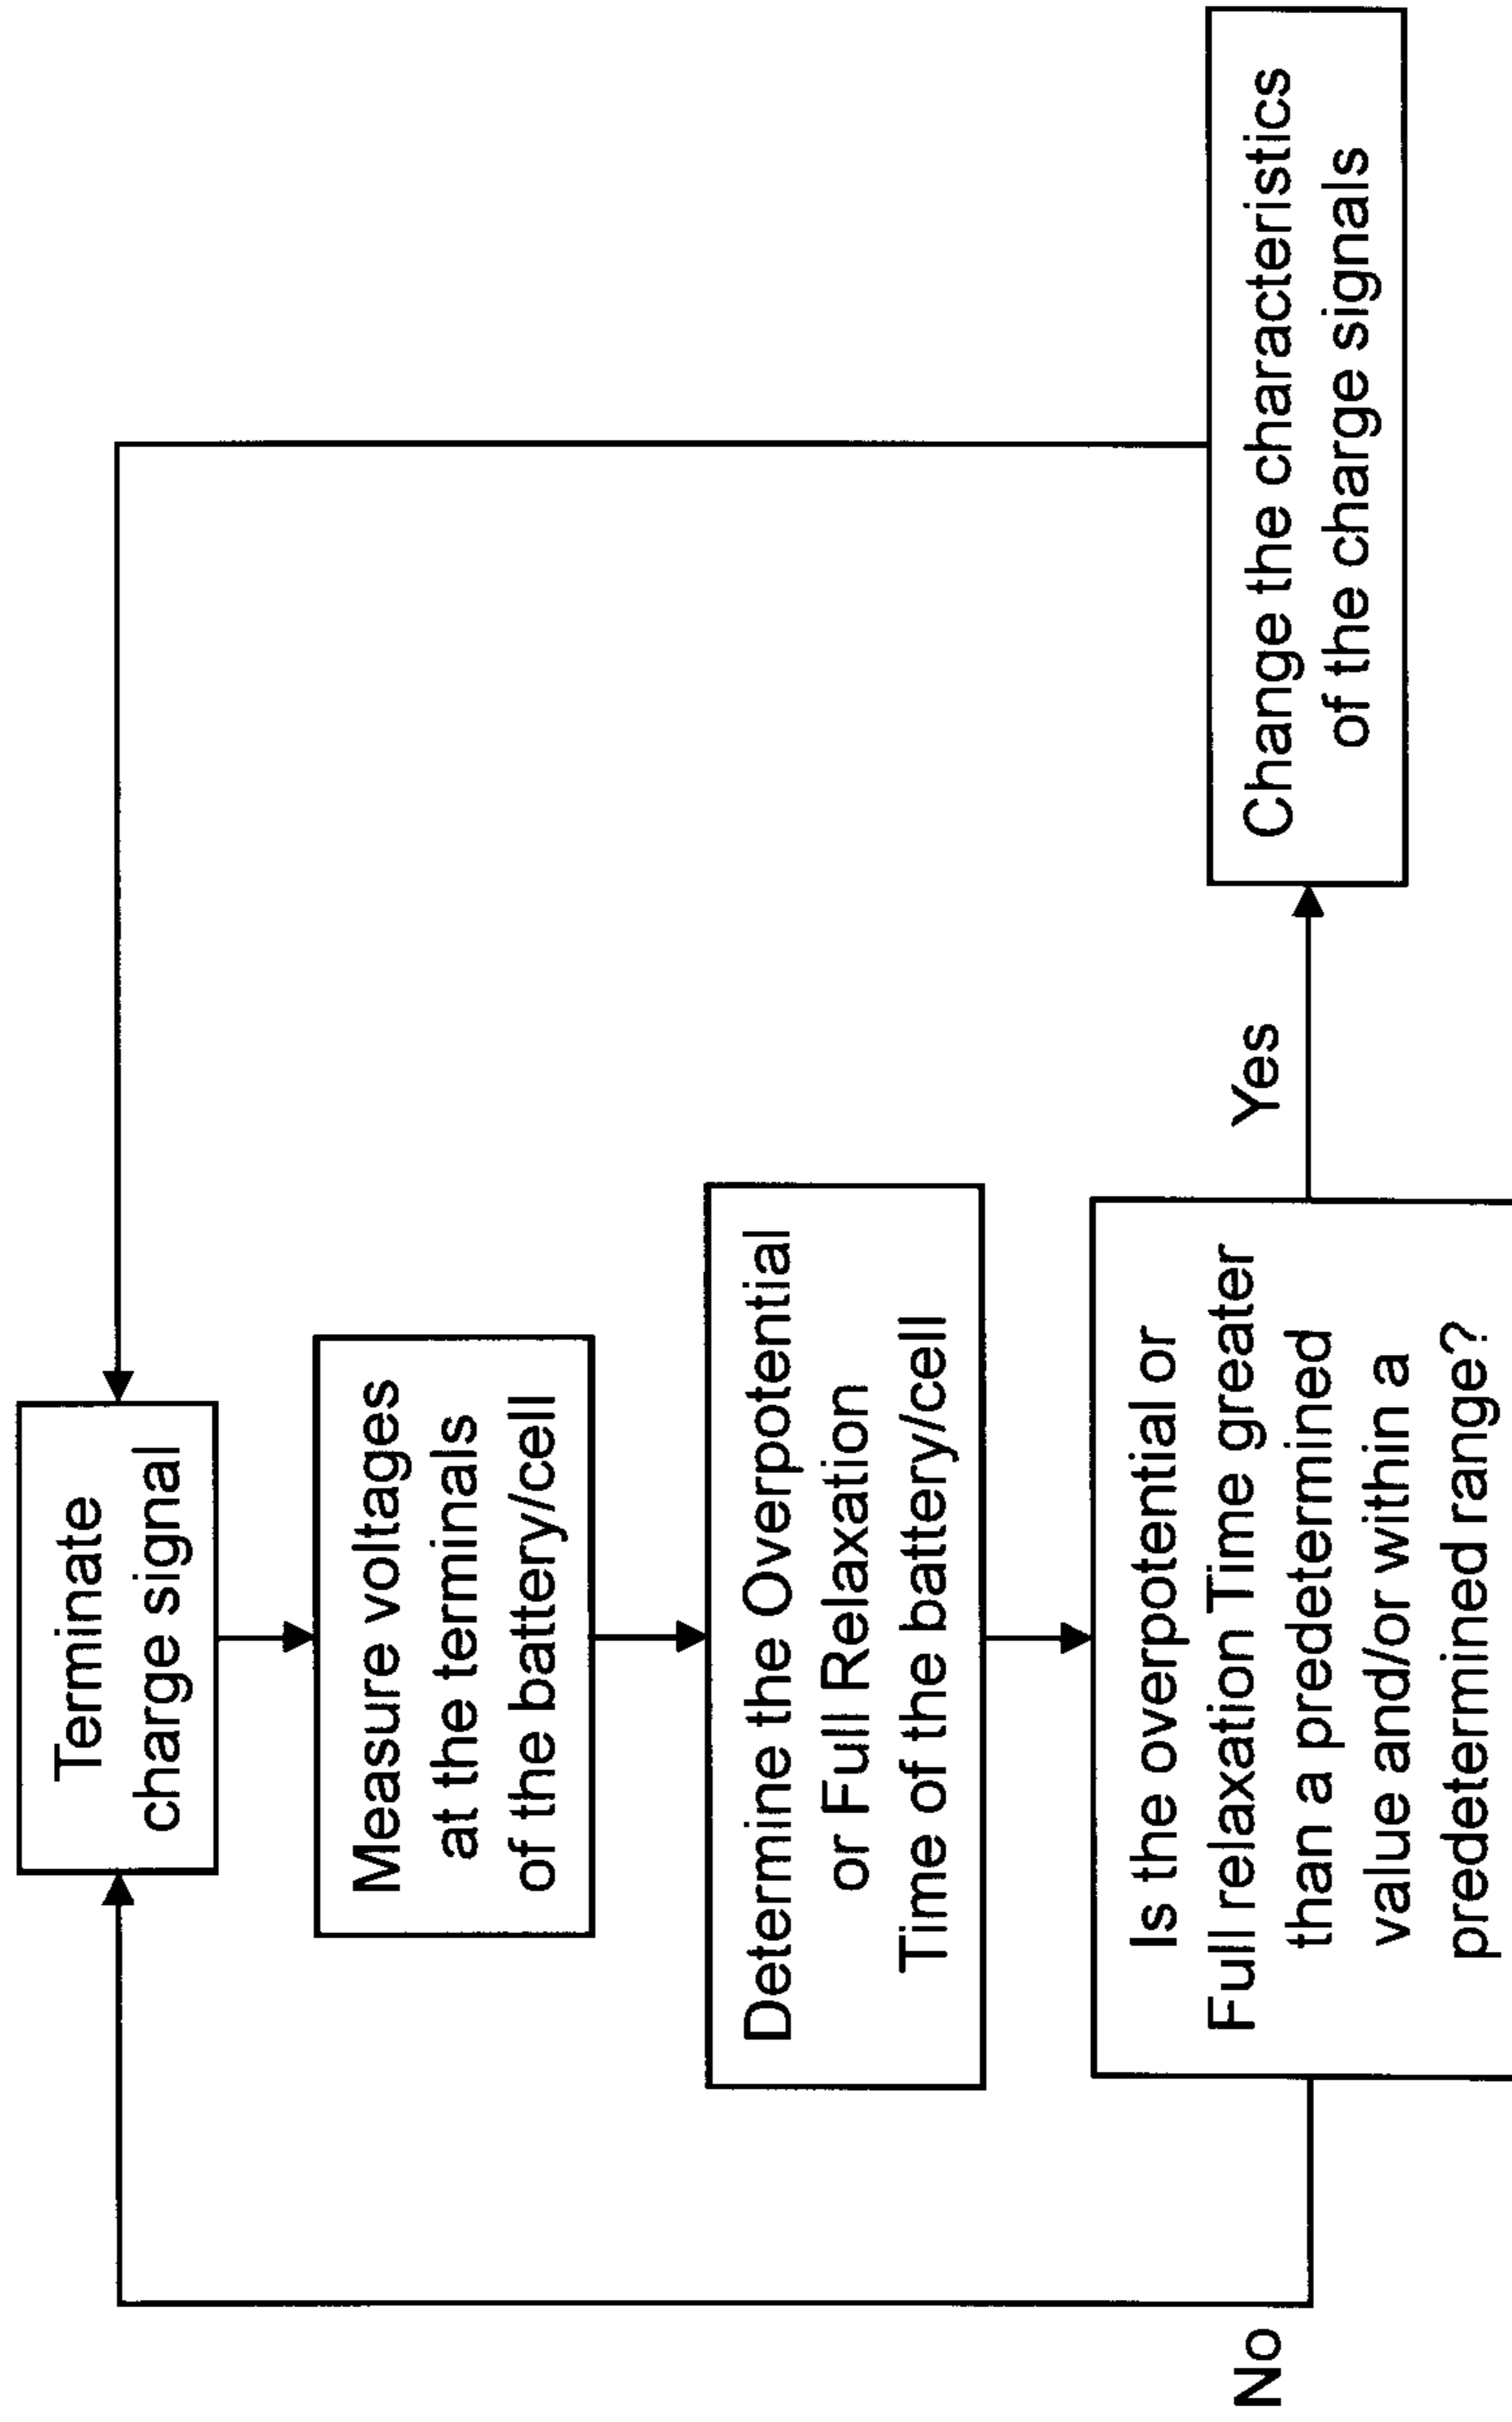 Terminate
charge signal
Measure voltages
at the terminals
of the battery/cell
Determine the Overpotential
or Full Relaxation
Time of the battery/cell
Is the overpotential or
Full relaxation Time greater
than a predetermined
value and/or within a
predetermined range?
No
Yes
Change the characteristics
of the charge signals